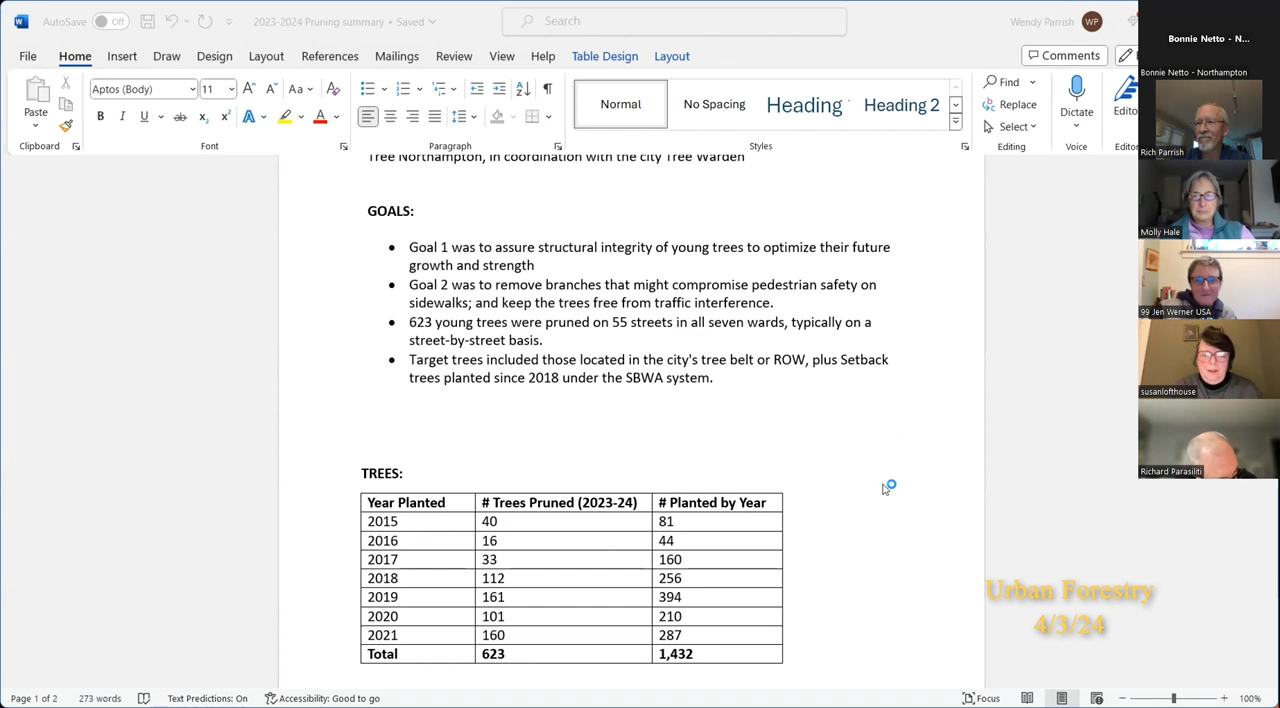 AutoSave Off 2023-2024 Pruning summary • Saved Search Wendy Parrish WP
File Home Insert Draw Design Layout References Mailings Review View Help Table Design Layout Comments
Paste Aptos (Body) 11 Aa Normal No Spacing Heading Heading 2 Find Replace Select Dictate
Clipboard Font Paragraph Styles Editing Voice
Tree Northampton, in coordination with the city Tree Warden
GOALS:
• Goal 1 was to assure structural integrity of young trees to optimize their future
growth and strength
• Goal 2 was to remove branches that might compromise pedestrian safety on
sidewalks; and keep the trees free from traffic interference.
• 623 young trees were pruned on 55 streets in all seven wards, typically on a
street-by-street basis.
• Target trees included those located in the city's tree belt or ROW, plus Setback
trees planted since 2018 under the SBWA system.
TREES:
Year Planted # Trees Pruned (2023-24) # Planted by Year
2015 40 81
2016 16 44
2017 33 160
2018 112 256
2019 161 394
2020 101 210
2021 160 287
Total 623 1,432
Bonnie Netto - N...
Bonnie Netto - Northampton
Rich Parrish
Molly Hale
99 Jen Werner USA
susanlofthouse
Richard Parasiliti
Urban Forestry
4/3/24
Page 1 of 2 273 words Text Predictions: On Accessibility: Good to go Focus 100%